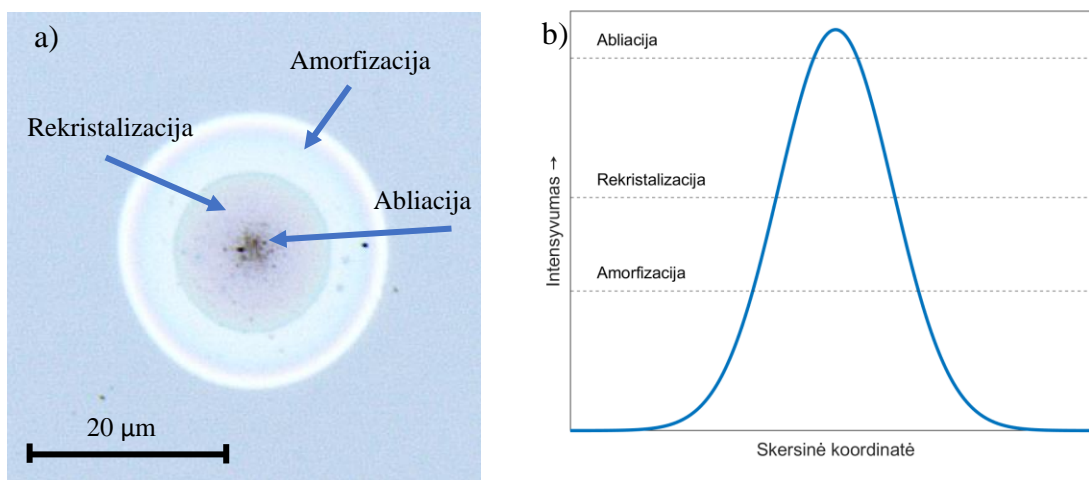 a)
Amorfizacija
Rekristalizacija
Abliacija
20 µm
b)
Abliacija
Rekristalizacija
Amorfizacija
Intensyvumas →
Skersinė koordinatė